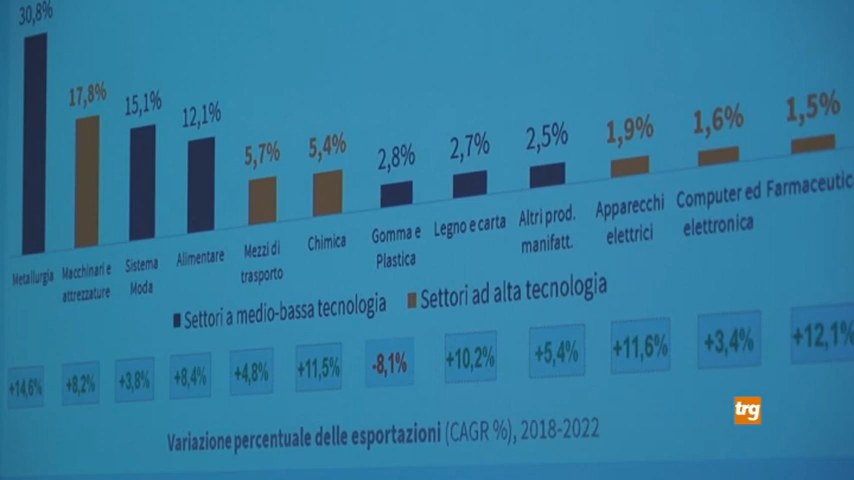 30,8%
17,8%
15,1%
12,1%
5,7%
5,4%
2,8%
2,7%
2,5%
1,9%
1,6%
1,5%
Metallurgia
Macchinari e
attrezzature
Sistema
Moda
Alimentare
Mezzi di
trasporto
Chimica
Gomma e
Plastica
Legno e carta
Altri prod.
manifatt.
Apparecchi
elettrici
Computer ed
elettronica
Farmaceutic
Settori a medio-bassa tecnologia
Settori ad alta tecnologia
+14,6%
+8,2%
+3,8%
+8,4%
+4,8%
+11,5%
-8,1%
+10,2%
+5,4%
+11,6%
+3,4%
+12,1%
Variazione percentuale delle esportazioni (CAGR %), 2018-2022
trg